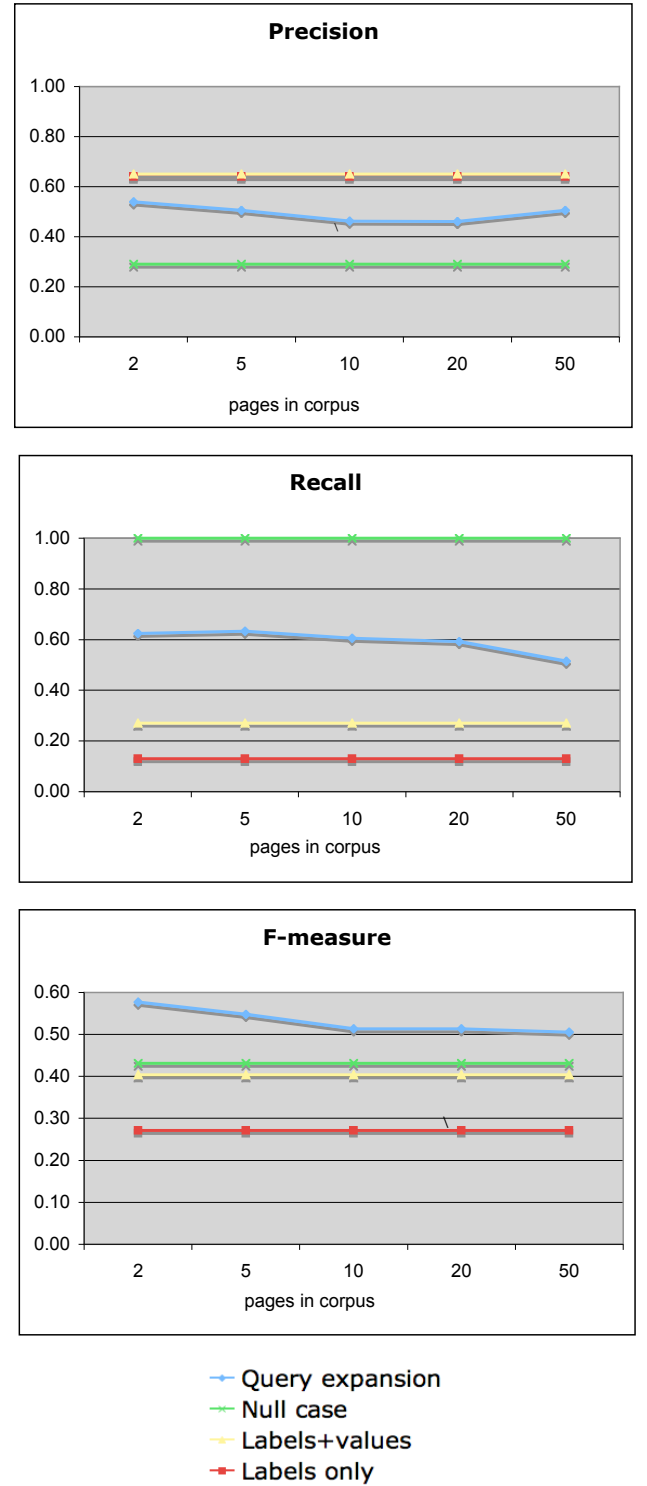 Precision
1.00
0.80
0.60
0.40
0.20
0.00
2 5 10 20 50
pages in corpus
Recall
1.00
0.80
0.60
0.40
0.20
0.00
2 5 10 20 50
pages in corpus
F-measure
0.60
0.50
0.40
0.30
0.20
0.10
0.00
2 5 10 20 50
pages in corpus
Query expansion
Null case
Labels+values
Labels only